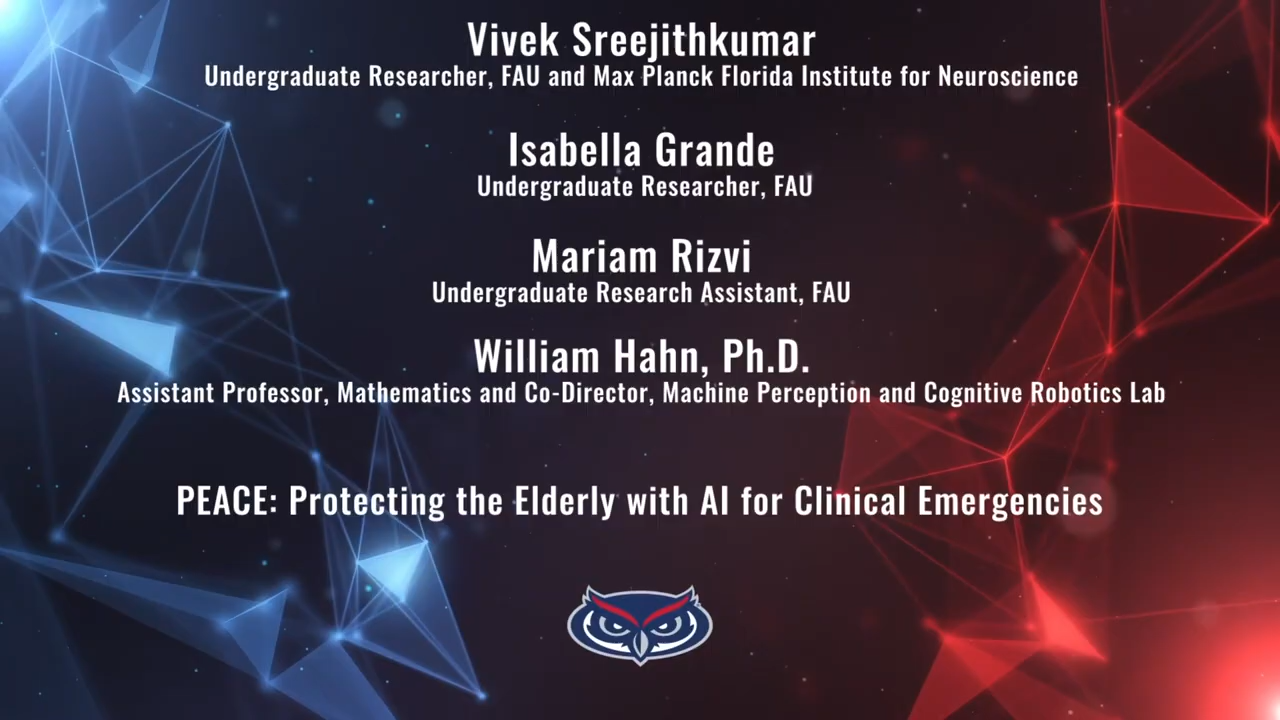 Vivek Sreejithkumar
Undergraduate Researcher, FAU and Max Planck Florida Institute for Neuroscience
Isabella Grande
Undergraduate Researcher, FAU
Mariam Rizvi
Undergraduate Research Assistant, FAU
William Hahn, Ph.D.
Assistant Professor, Mathematics and Co-Director, Machine Perception and Cognitive Robotics Lab
PEACE: Protecting the Elderly with AI for Clinical Emergencies